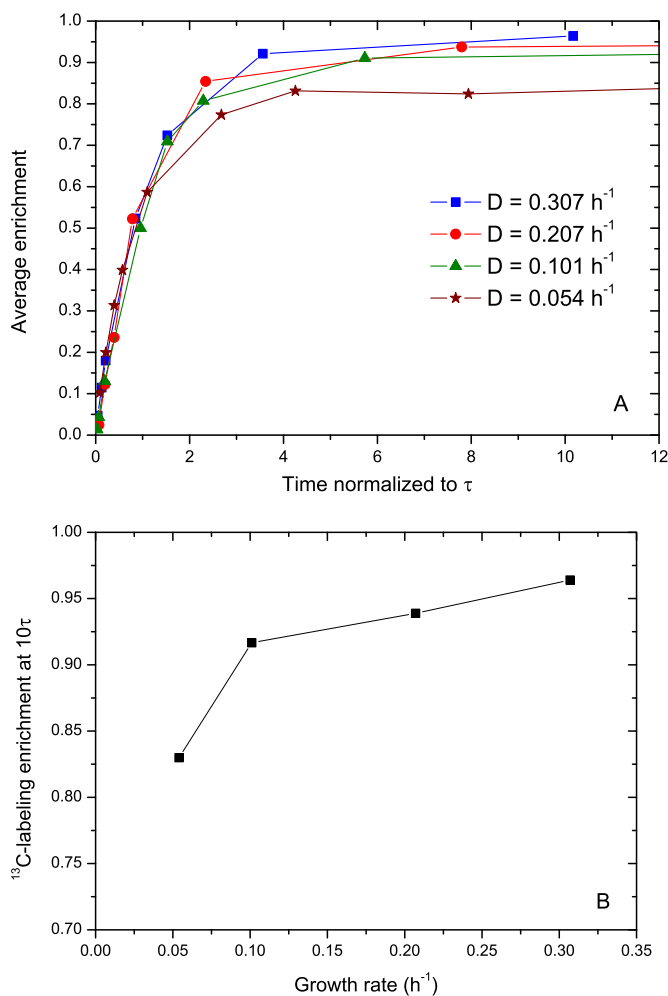 1.0
0.9
0.8
0.7
0.6
0.5
0.4
0.3
0.2
0.1
0.0
Average enrichment
D = 0.307 h⁻¹
D = 0.207 h⁻¹
D = 0.101 h⁻¹
D = 0.054 h⁻¹
A
0 2 4 6 8 10 12
Time normalized to τ
1.00
0.95
0.90
0.85
0.80
0.75
0.70
¹³C-labeling enrichment at 10τ
B
0.00 0.05 0.10 0.15 0.20 0.25 0.30 0.35
Growth rate (h⁻¹)